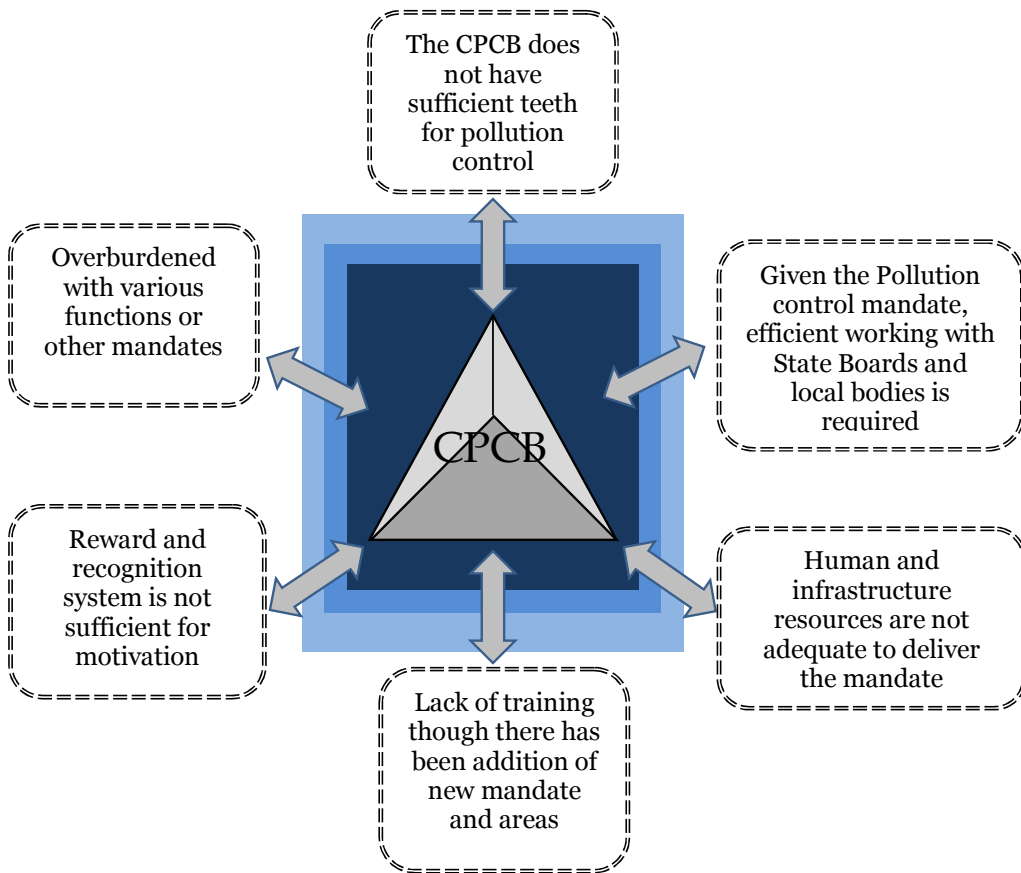 The CPCB does
not have
sufficient teeth
for pollution
control
Overburdened
with various
functions or
other mandates
Given the Pollution
control mandate,
efficient working with
State Boards and
local bodies is
required
CPCB
Reward and
recognition
system is not
sufficient for
motivation
Human and
infrastructure
resources are not
adequate to deliver
the mandate
Lack of training
though there has
been addition of
new mandate
and areas